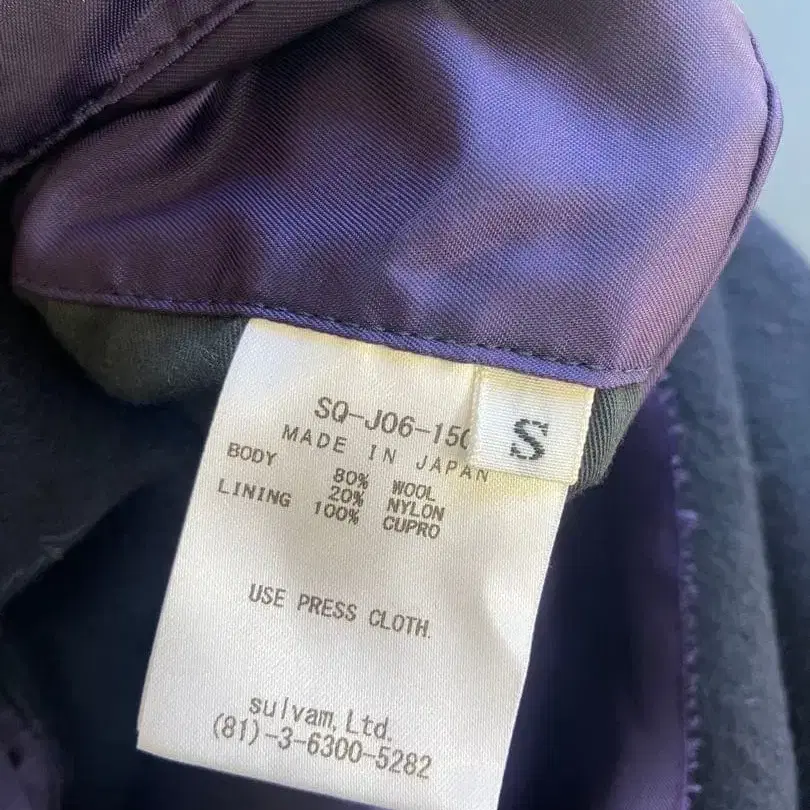 SQ-J06-150
S
MADE IN JAPAN
BODY 80% WOOL
20% NYLON
LINING 100% CUPRO
USE PRESS CLOTH.
sulvam, Ltd.
(81)-3-6300-5282